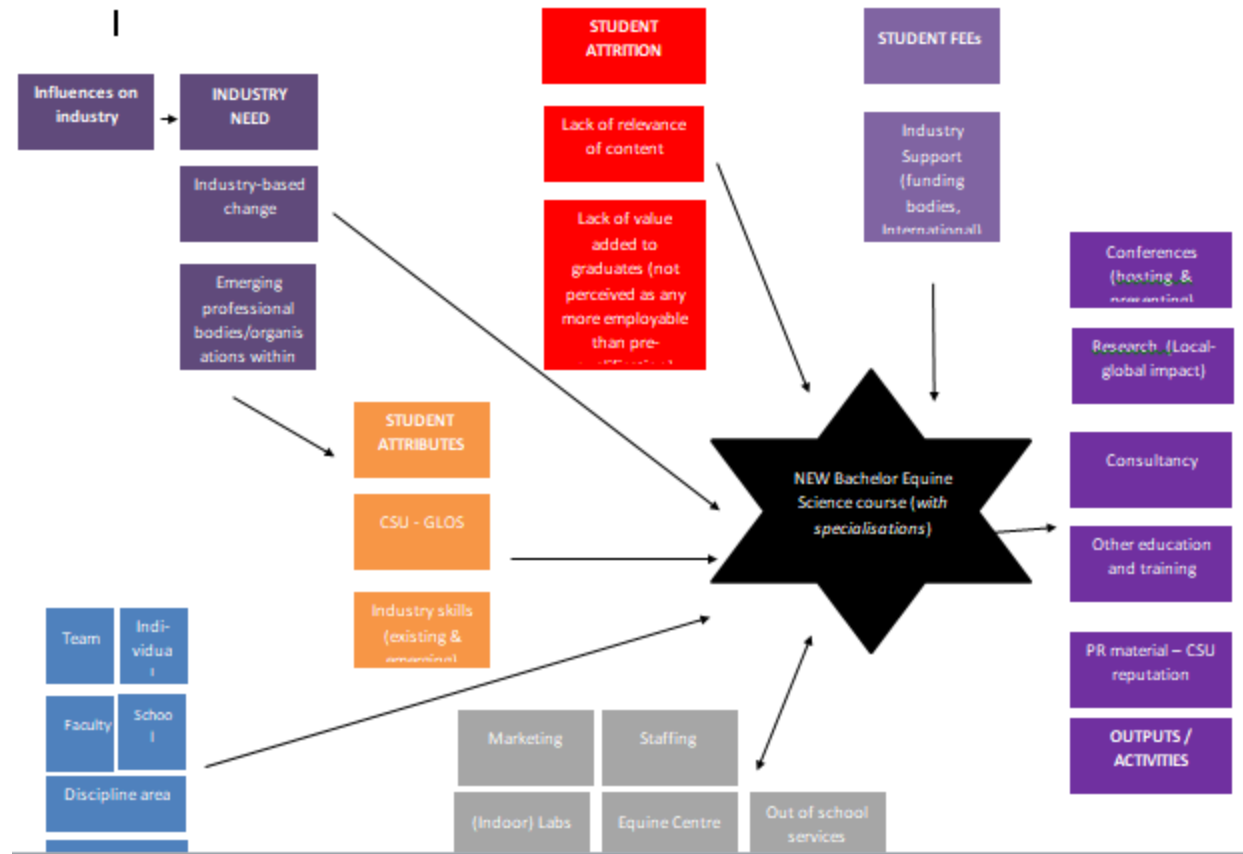 Influences on
industry
INDUSTRY
NEED
Industry-based
change
Emerging
professional
bodies/organis
ations within
STUDENT
ATTRITION
Lack of relevance
of content
Lack of value
added to
graduates (not
perceived as any
more employable
than pre-
STUDENT FEEs
Industry
Support
(funding
bodies,
International)
Conferences
(hosting &
presenting)
Research (Local-
global impact)
Consultancy
Other education
and training
PR material – CSU
reputation
OUTPUTS /
ACTIVITIES
NEW Bachelor Equine
Science course (with
specialisations)
STUDENT
ATTRIBUTES
CSU - GLOS
Industry skills
(existing &
emerging)
Team
Indi-
vidua
l
Faculty
Schoo
l
Discipline area
Marketing
Staffing
(Indoor) Labs
Equine Centre
Out of school
services